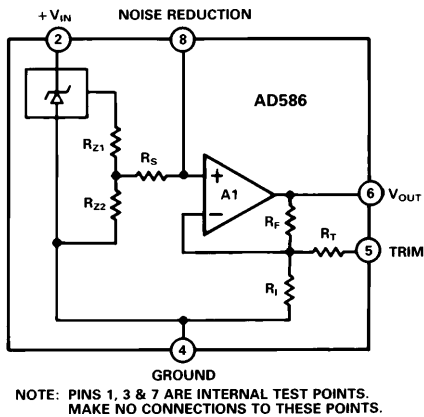 +VIN
NOISE REDUCTION
2
8
AD586
RZ1
RS
A1
+
−
RZ2
RF
6
VOUT
RT
5
TRIM
RI
4
GROUND
NOTE: PINS 1, 3 & 7 ARE INTERNAL TEST POINTS.
MAKE NO CONNECTIONS TO THESE POINTS.